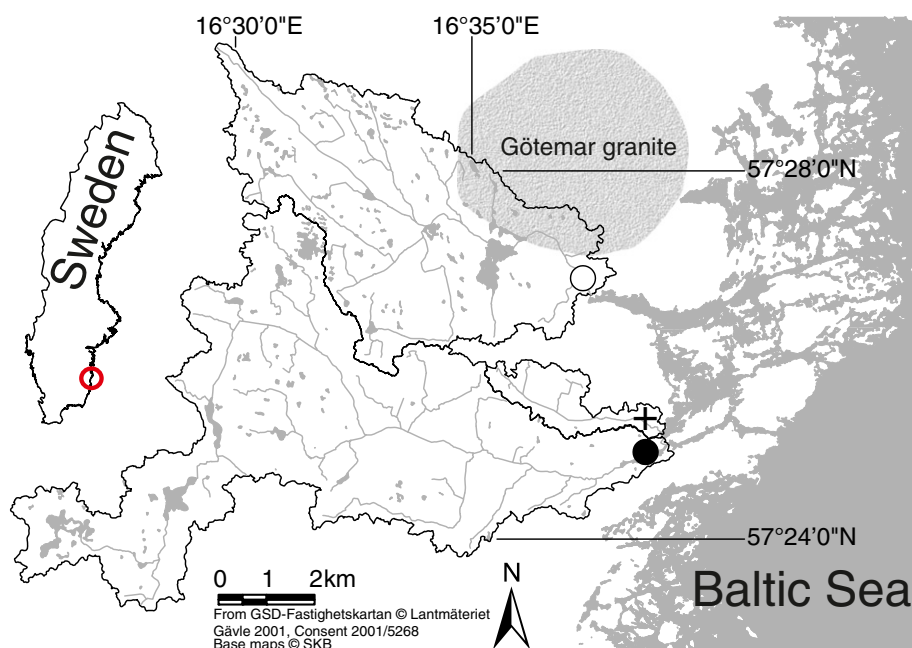 16°30'0"E
16°35'0"E
Götemar granite
57°28'0"N
Sweden
57°24'0"N
Baltic Sea
0 1 2km
N
From GSD-Fastighetskartan © Lantmäteriet
Gävle 2001, Consent 2001/5268
Base maps © SKB